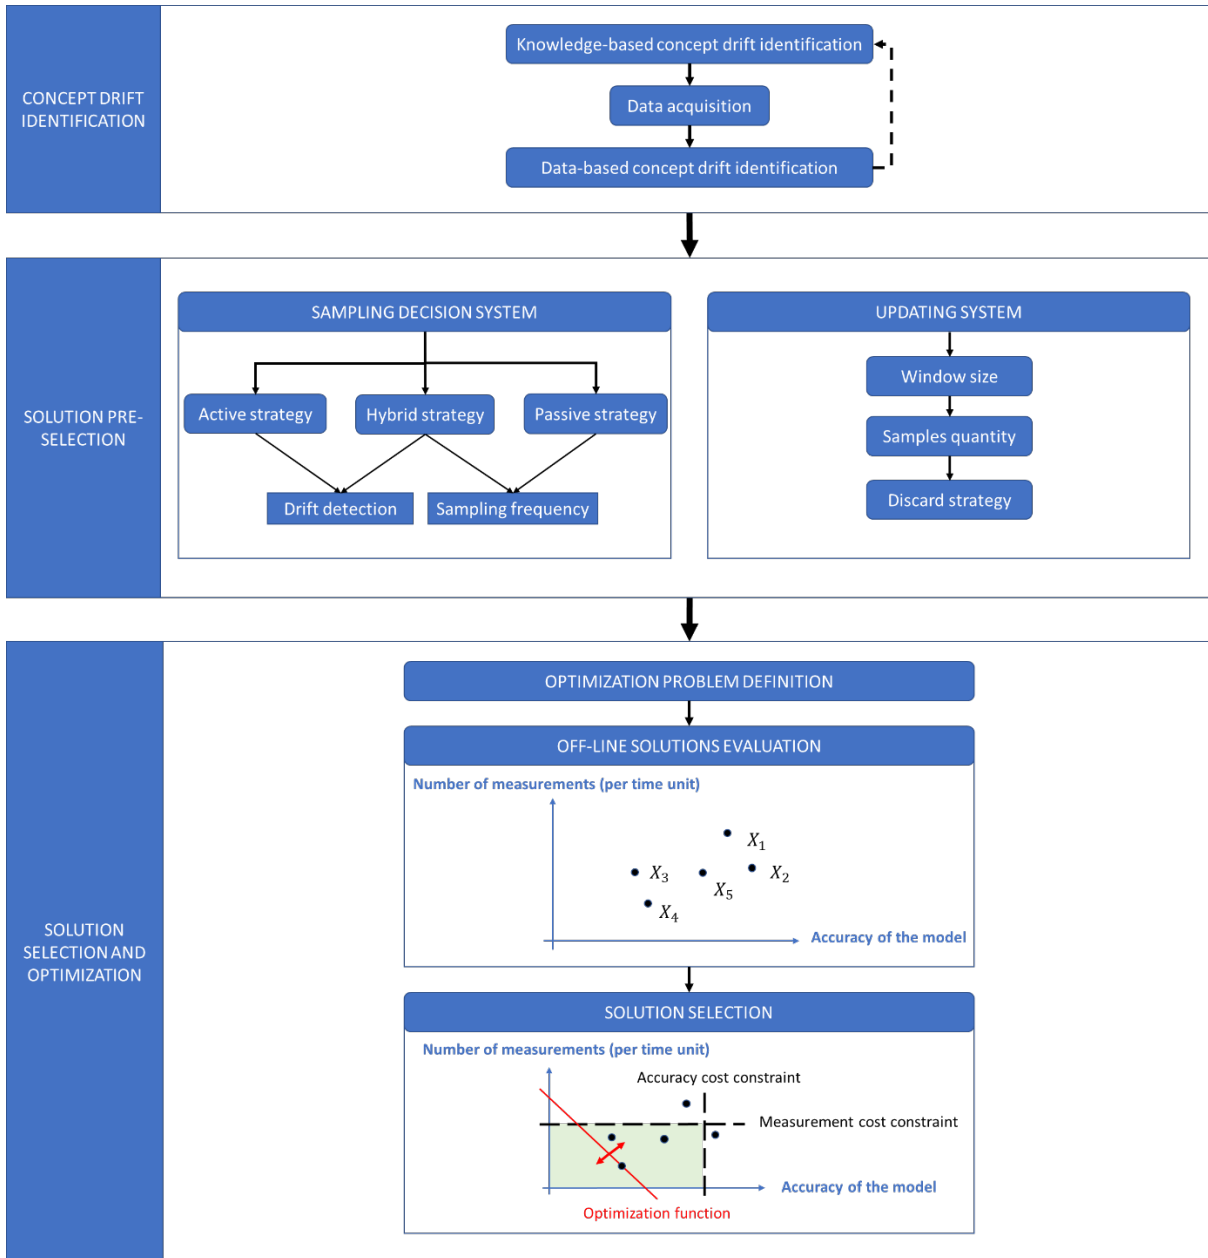 CONCEPT DRIFT
IDENTIFICATION
Knowledge-based concept drift identification
Data acquisition
Data-based concept drift identification
SOLUTION PRE-
SELECTION
SAMPLING DECISION SYSTEM
Active strategy
Hybrid strategy
Passive strategy
Drift detection
Sampling frequency
UPDATING SYSTEM
Window size
Samples quantity
Discard strategy
SOLUTION
SELECTION AND
OPTIMIZATION
OPTIMIZATION PROBLEM DEFINITION
OFF-LINE SOLUTIONS EVALUATION
Number of measurements (per time unit)
X₁
X₃
X₅
X₂
X₄
Accuracy of the model
SOLUTION SELECTION
Number of measurements (per time unit)
Accuracy cost constraint
Measurement cost constraint
Accuracy of the model
Optimization function